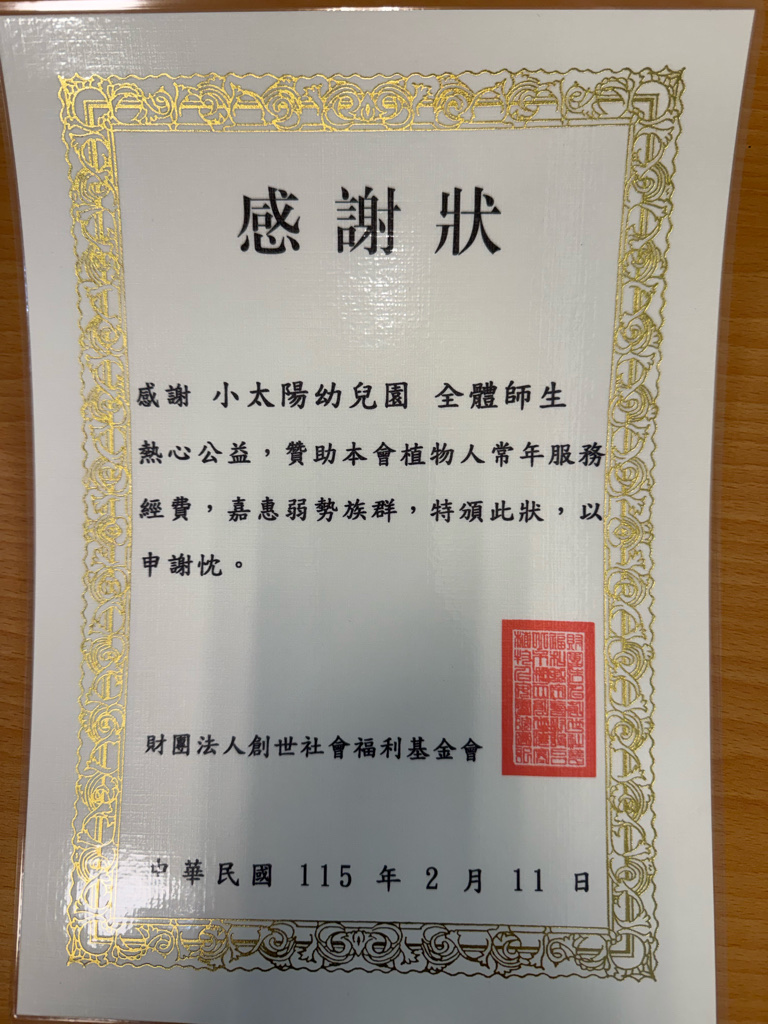 感謝狀
感謝 小太陽幼兒園 全體師生
熱心公益，贊助本會植物人常年服務
經費，嘉惠弱勢族群，特頒此狀，以
申謝忱。
財團法人創世社會福利基金會
中華民國 115 年 2 月 11 日